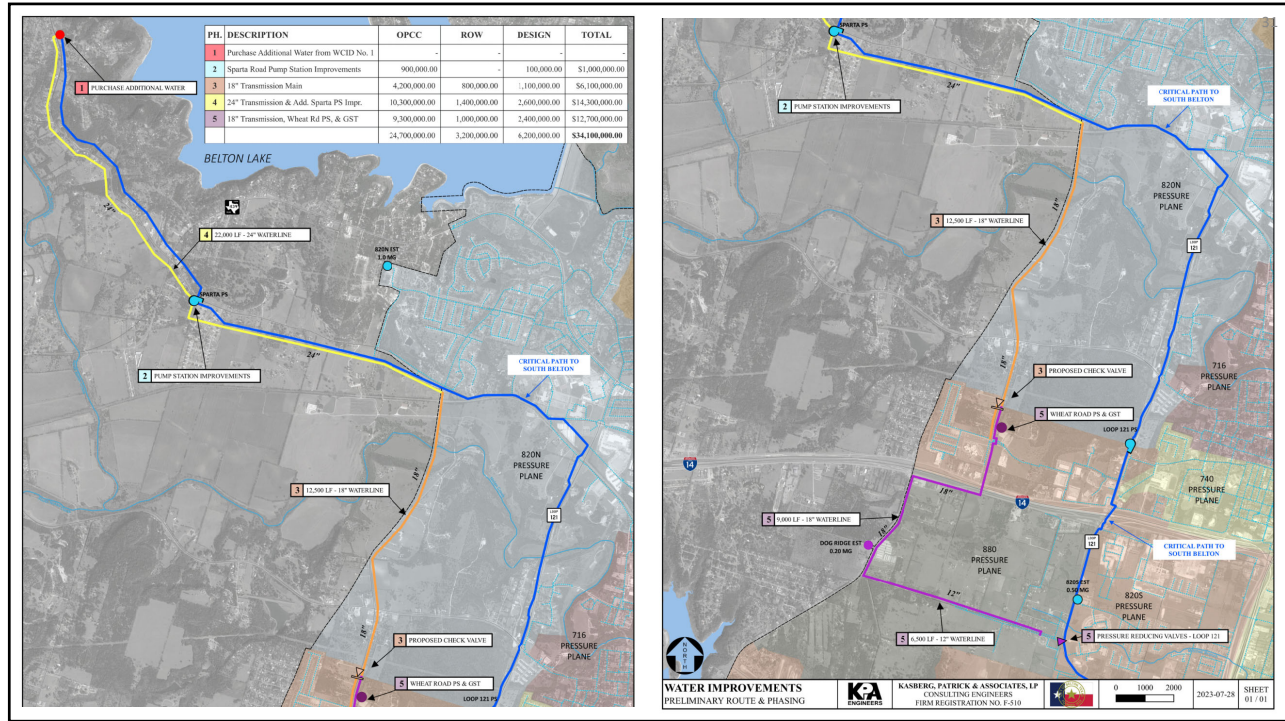 PH. DESCRIPTION OPCC ROW DESIGN TOTAL
1 Purchase Additional Water from WCID No. 1 - - - -
2 Sparta Road Pump Station Improvements 900,000.00 - 100,000.00 $1,000,000.00
3 18" Transmission Main 4,200,000.00 800,000.00 1,100,000.00 $6,100,000.00
4 24" Transmission & Add. Sparta PS Impr. 10,300,000.00 1,400,000.00 2,600,000.00 $14,300,000.00
5 18" Transmission, Wheat Rd PS, & GST 9,300,000.00 1,000,000.00 2,400,000.00 $12,700,000.00
24,700,000.00 3,200,000.00 6,200,000.00 $34,100,000.00
1 PURCHASE ADDITIONAL WATER
BELTON LAKE
24"
4 22,000 LF - 24" WATERLINE
820N EST
1.0 MG
SPARTA PS
24"
2 PUMP STATION IMPROVEMENTS
CRITICAL PATH TO
SOUTH BELTON
820N
PRESSURE
PLANE
18"
3 12,500 LF - 18" WATERLINE
LOOP
121
18"
3 PROPOSED CHECK VALVE
716
PRESSURE
PLANE
5 WHEAT ROAD PS & GST
LOOP 121 PS
SPARTA PS
24"
2 PUMP STATION IMPROVEMENTS
CRITICAL PATH TO
SOUTH BELTON
820N
PRESSURE
PLANE
18"
3 12,500 LF - 18" WATERLINE
LOOP
121
18"
3 PROPOSED CHECK VALVE
716
PRESSURE
PLANE
5 WHEAT ROAD PS & GST
LOOP 121 PS
14
740
PRESSURE
PLANE
18"
14
5 9,000 LF - 18" WATERLINE
18"
LOOP
121
CRITICAL PATH TO
SOUTH BELTON
DOG RIDGE EST
0.20 MG
880
PRESSURE
PLANE
12"
820S EST
0.50 MG
820S
PRESSURE
PLANE
5 6,500 LF - 12" WATERLINE
5 PRESSURE REDUCING VALVES - LOOP 121
NORTH
WATER IMPROVEMENTS
PRELIMINARY ROUTE & PHASING
KPA
ENGINEERS
KASBERG, PATRICK & ASSOCIATES, LP
CONSULTING ENGINEERS
FIRM REGISTRATION NO. F-510
0 1000 2000
2023-07-28
SHEET
01 / 01